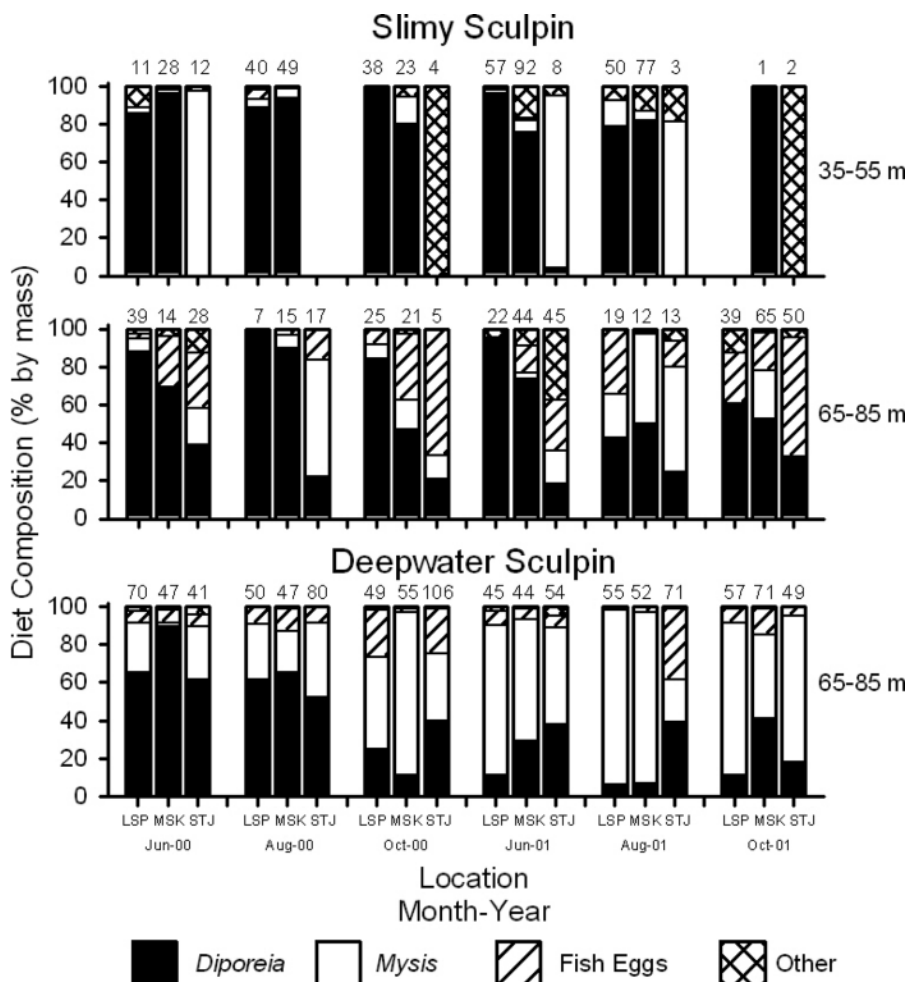 Slimy Sculpin
11 28 12 40 49 38 23 4 57 92 8 50 77 3 1 2
100
80
60
40
20
0
35-55 m
39 14 28 7 15 17 25 21 5 22 44 45 19 12 13 39 65 50
100
80
60
40
20
0
65-85 m
Diet Composition (% by mass)
Deepwater Sculpin
70 47 41 50 47 80 49 55 106 45 44 54 55 52 71 57 71 49
100
80
60
40
20
0
65-85 m
LSP MSK STJ LSP MSK STJ LSP MSK STJ LSP MSK STJ LSP MSK STJ LSP MSK STJ
Jun-00 Aug-00 Oct-00 Jun-01 Aug-01 Oct-01
Location
Month-Year
Diporeia Mysis Fish Eggs Other